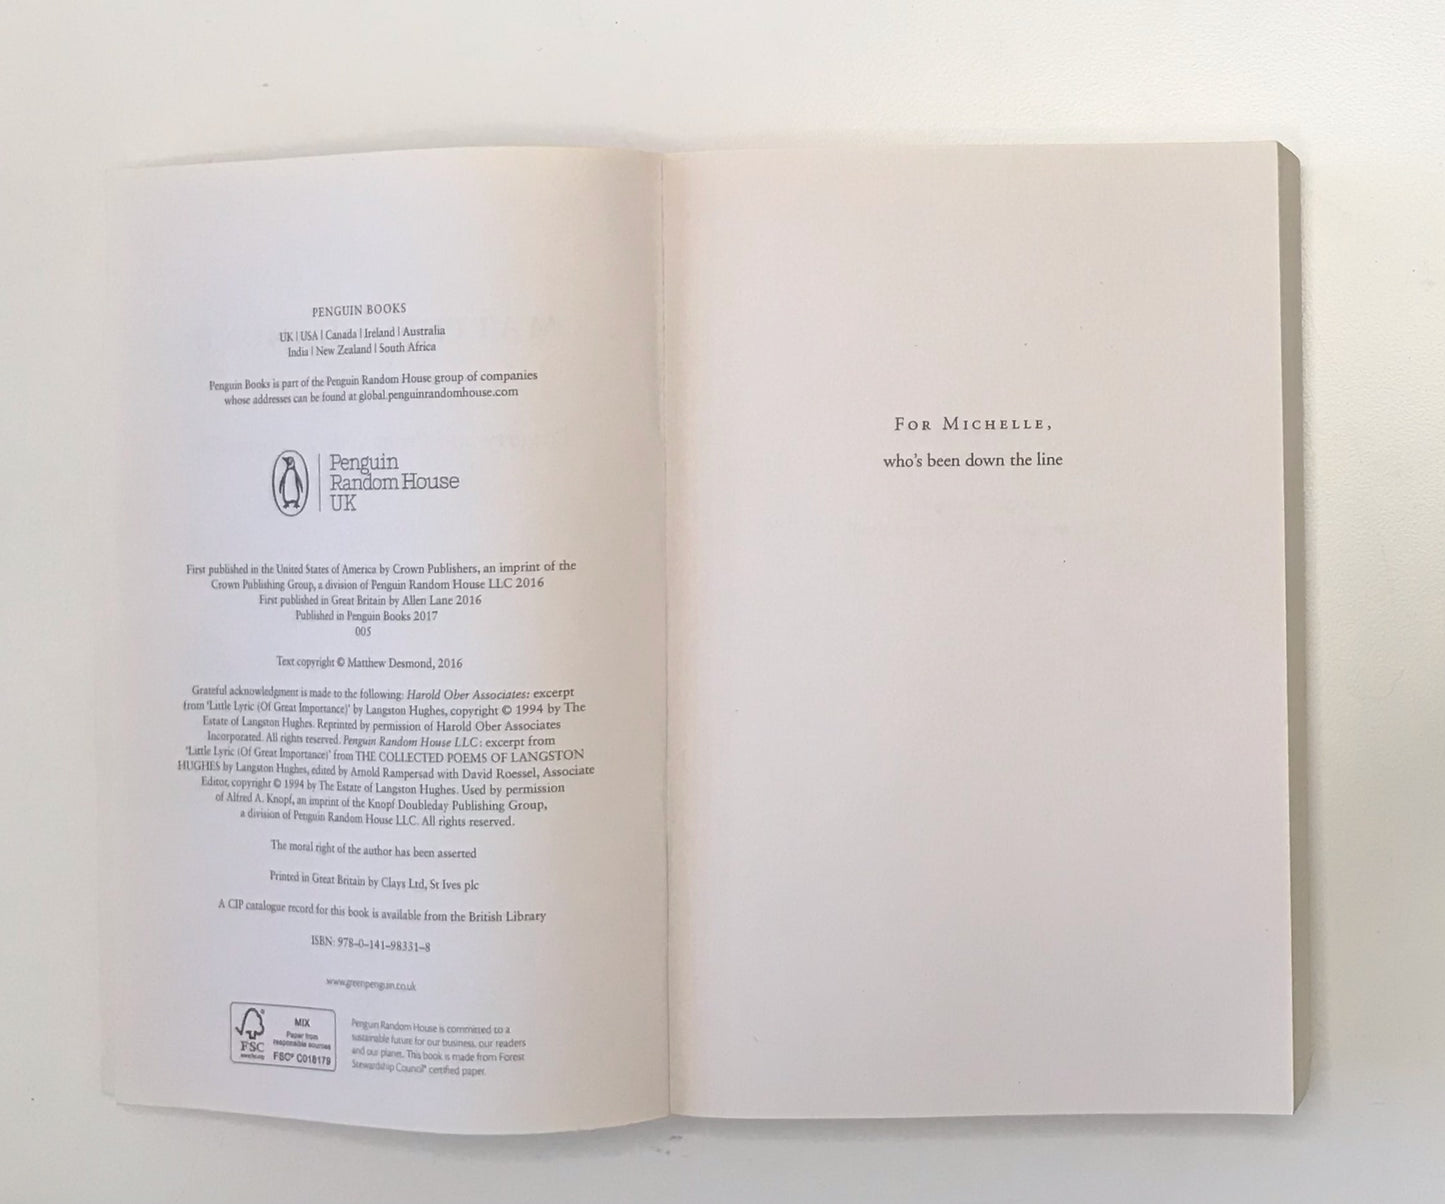 PENGUIN BOOKS
UK | USA | Canada | Ireland | Australia
India | New Zealand | South Africa
Penguin Books is part of the Penguin Random House group of companies
whose addresses can be found at global.penguinrandomhouse.com
Penguin
Random House
UK
First published in the United States of America by Crown Publishers, an imprint of the
Crown Publishing Group, a division of Penguin Random House LLC 2016
First published in Great Britain by Allen Lane 2016
Published in Penguin Books 2017
005
Text copyright © Matthew Desmond, 2016
Grateful acknowledgment is made to the following: Harold Ober Associates: excerpt
from 'Little Lyric (Of Great Importance)' by Langston Hughes, copyright © 1994 by The
Estate of Langston Hughes. Reprinted by permission of Harold Ober Associates
Incorporated. All rights reserved. Penguin Random House LLC: excerpt from
'Little Lyric (Of Great Importance)' from THE COLLECTED POEMS OF LANGSTON
HUGHES by Langston Hughes, edited by Arnold Rampersad with David Roessel, Associate
Editor, copyright © 1994 by The Estate of Langston Hughes. Used by permission
of Alfred A. Knopf, an imprint of the Knopf Doubleday Publishing Group,
a division of Penguin Random House LLC. All rights reserved.
The moral right of the author has been asserted
Printed in Great Britain by Clays Ltd, St Ives plc
A CIP catalogue record for this book is available from the British Library
ISBN: 978–0–141–98331–8
www.greenpenguin.co.uk
FSC
MIX
Paper from
responsible sources
FSC® C018179
Penguin Random House is committed to a
sustainable future for our business, our readers
and our planet. This book is made from Forest
Stewardship Council® certified paper.
FOR MICHELLE,
who's been down the line